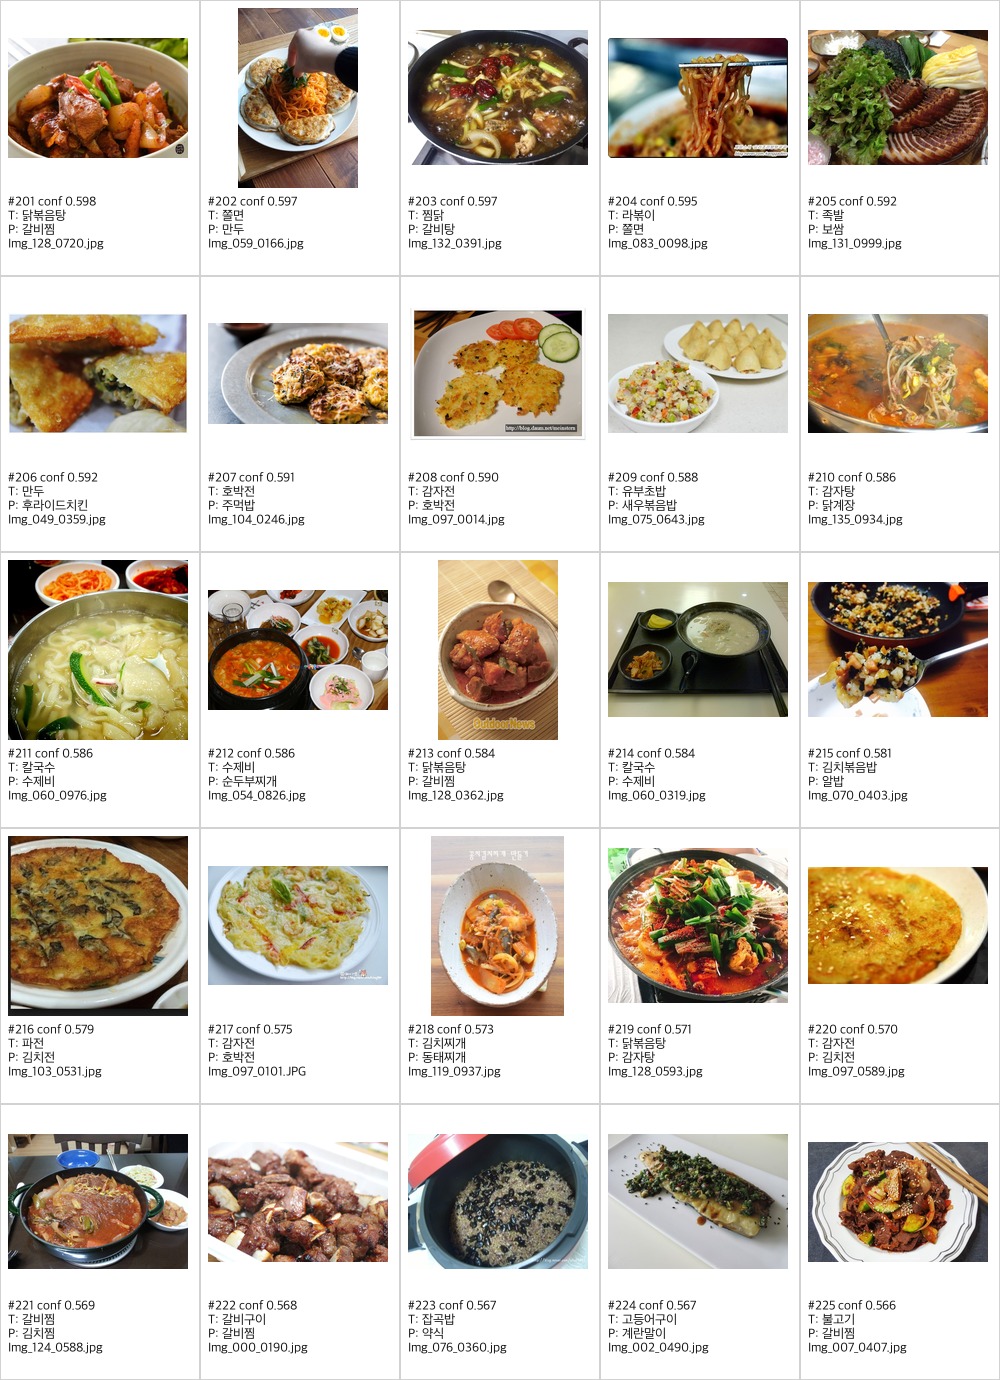 #201 conf 0.598
T: 닭볶음탕
P: 갈비찜
Img_128_0720.jpg
#202 conf 0.597
T: 쫄면
P: 만두
Img_059_0166.jpg
#203 conf 0.597
T: 찜닭
P: 갈비탕
Img_132_0391.jpg
#204 conf 0.595
T: 라볶이
P: 쫄면
Img_083_0098.jpg
#205 conf 0.592
T: 족발
P: 보쌈
Img_131_0999.jpg
http://blog.daum.net/meinstern
#206 conf 0.592
T: 만두
P: 후라이드치킨
Img_049_0359.jpg
#207 conf 0.591
T: 호박전
P: 주먹밥
Img_104_0246.jpg
#208 conf 0.590
T: 감자전
P: 호박전
Img_097_0014.jpg
#209 conf 0.588
T: 유부초밥
P: 새우볶음밥
Img_075_0643.jpg
#210 conf 0.586
T: 감자탕
P: 닭계장
Img_135_0934.jpg
OutdoorNews
#211 conf 0.586
T: 칼국수
P: 수제비
Img_060_0976.jpg
#212 conf 0.586
T: 수제비
P: 순두부찌개
Img_054_0826.jpg
#213 conf 0.584
T: 닭볶음탕
P: 갈비찜
Img_128_0362.jpg
#214 conf 0.584
T: 칼국수
P: 수제비
Img_060_0319.jpg
#215 conf 0.581
T: 김치볶음밥
P: 알밥
Img_070_0403.jpg
#216 conf 0.579
T: 파전
P: 김치전
Img_103_0531.jpg
#217 conf 0.575
T: 감자전
P: 호박전
Img_097_0101.JPG
#218 conf 0.573
T: 김치찌개
P: 동태찌개
Img_119_0937.jpg
#219 conf 0.571
T: 닭볶음탕
P: 감자탕
Img_128_0593.jpg
#220 conf 0.570
T: 감자전
P: 김치전
Img_097_0589.jpg
#221 conf 0.569
T: 갈비찜
P: 김치찜
Img_124_0588.jpg
#222 conf 0.568
T: 갈비구이
P: 갈비찜
Img_000_0190.jpg
#223 conf 0.567
T: 잡곡밥
P: 약식
Img_076_0360.jpg
#224 conf 0.567
T: 고등어구이
P: 계란말이
Img_002_0490.jpg
#225 conf 0.566
T: 불고기
P: 갈비찜
Img_007_0407.jpg